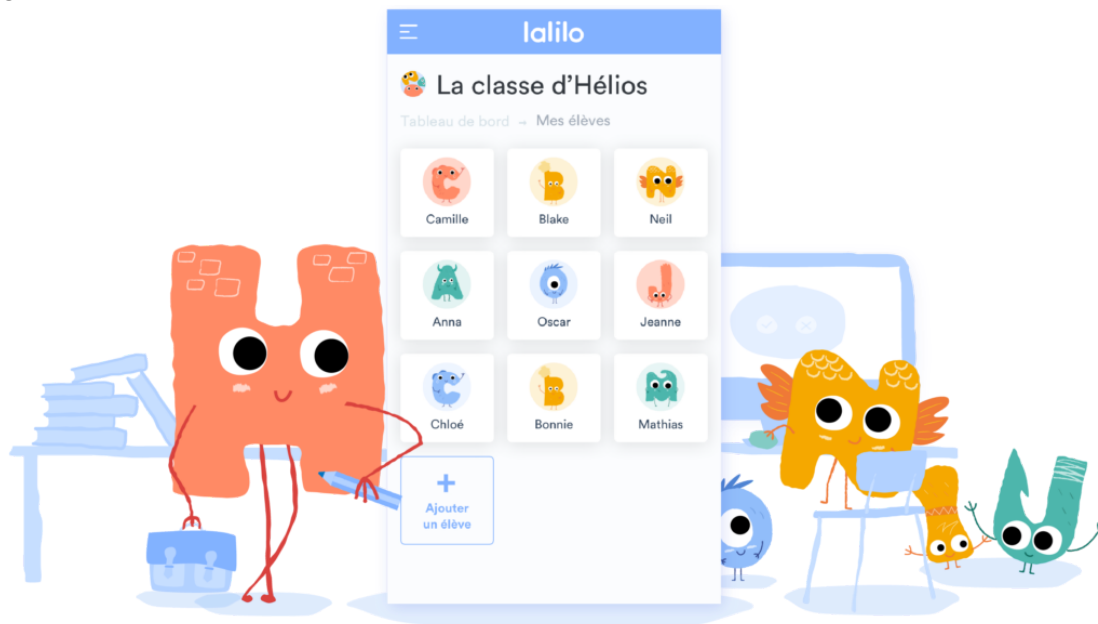 lalilo
La classe d'Hélios
Tableau de bord → Mes élèves
Camille Blake Neil
Anna Oscar Jeanne
Chloé Bonnie Mathias
+
Ajouter
un élève